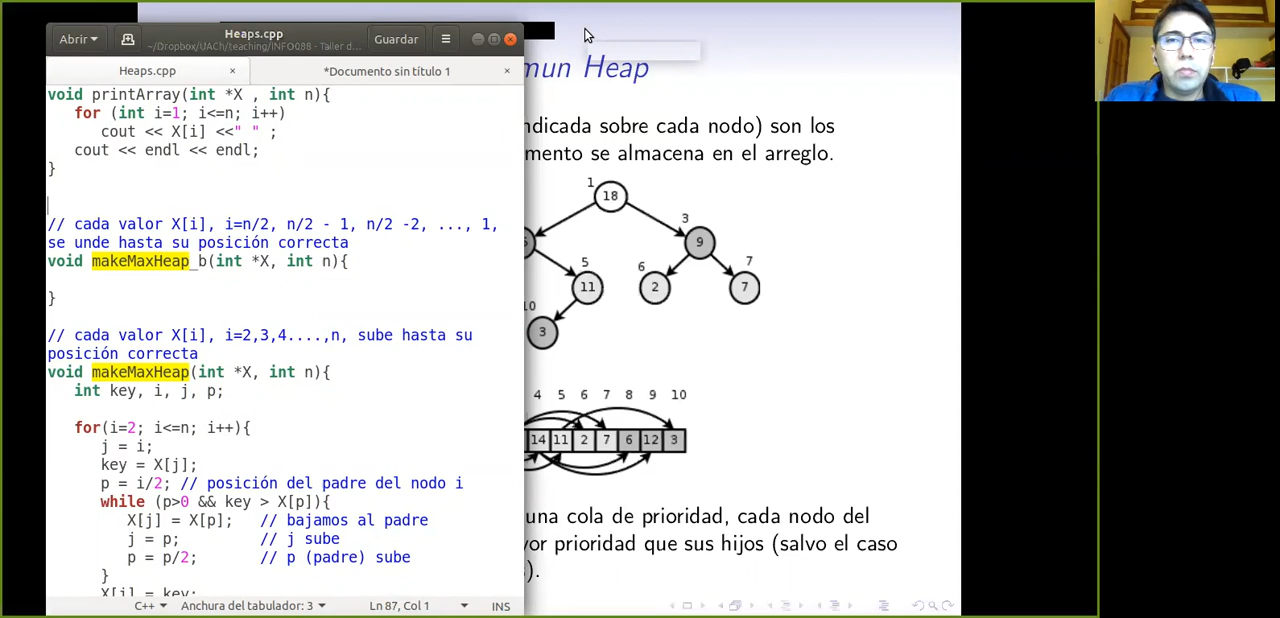 Heaps.cpp
Abrir
~/Dropbox/UACh/teaching/INFO088 - Taller d...
Guardar
Heaps.cpp ×
*Documento sin título 1 ×
void printArray(int *X , int n){
for (int i=1; i<=n; i++)
cout << X[i] <<" " ;
cout << endl << endl;
}
// cada valor X[i], i=n/2, n/2 - 1, n/2 -2, ..., 1,
se unde hasta su posición correcta
void makeMaxHeap_b(int *X, int n){
}
// cada valor X[i], i=2,3,4....,n, sube hasta su
posición correcta
void makeMaxHeap(int *X, int n){
int key, i, j, p;
for(i=2; i<=n; i++){
j = i;
key = X[j];
p = i/2; // posición del padre del nodo i
while (p>0 && key > X[p]){
X[j] = X[p]; // bajamos al padre
j = p; // j sube
p = p/2; // p (padre) sube
}
X[j] = key;
C++
Anchura del tabulador: 3
Ln 87, Col 1
INS
mun Heap
ndicada sobre cada nodo) son los
mento se almacena en el arreglo.
1
18
3
9
5
11
6
2
7
7
10
3
4 5 6 7 8 9 10
14 11 2 7 6 12 3
una cola de prioridad, cada nodo del
yor prioridad que sus hijos (salvo el caso
).